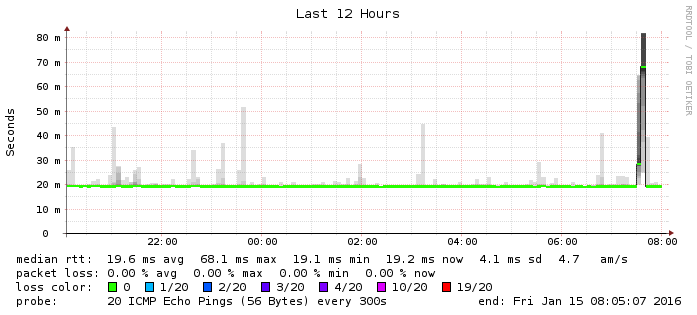 Last 12 Hours
RRDTOOL / TOBI OETIKER
Seconds
80 m
70 m
60 m
50 m
40 m
30 m
20 m
10 m
0
22:00 00:00 02:00 04:00 06:00 08:00
median rtt: 19.6 ms avg 68.1 ms max 19.1 ms min 19.2 ms now 4.1 ms sd 4.7 am/s
packet loss: 0.00 % avg 0.00 % max 0.00 % min 0.00 % now
loss color: 0 1/20 2/20 3/20 4/20 10/20 19/20
probe: 20 ICMP Echo Pings (56 Bytes) every 300s end: Fri Jan 15 08:05:07 2016